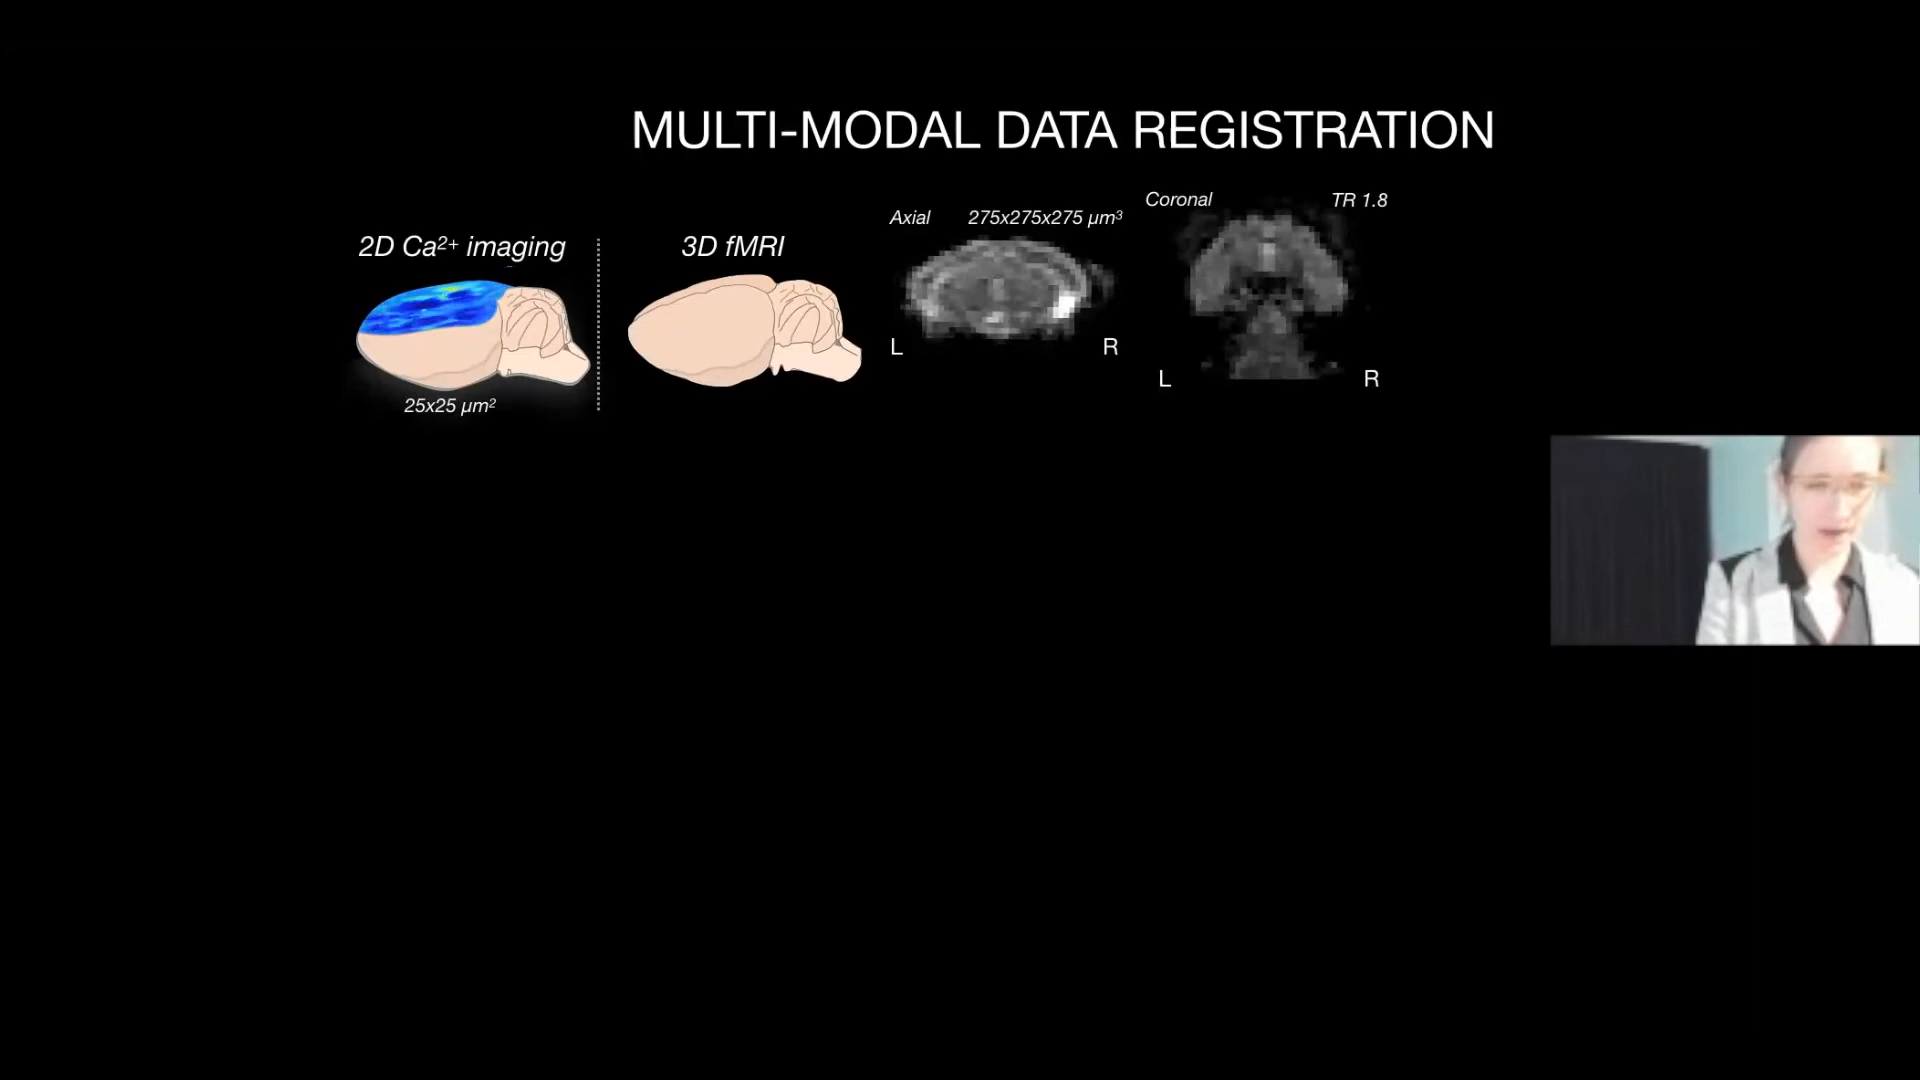 MULTI-MODAL DATA REGISTRATION
2D Ca²⁺ imaging
25x25 µm²
3D fMRI
Axial 275x275x275 µm³
L R
Coronal TR 1.8
L R